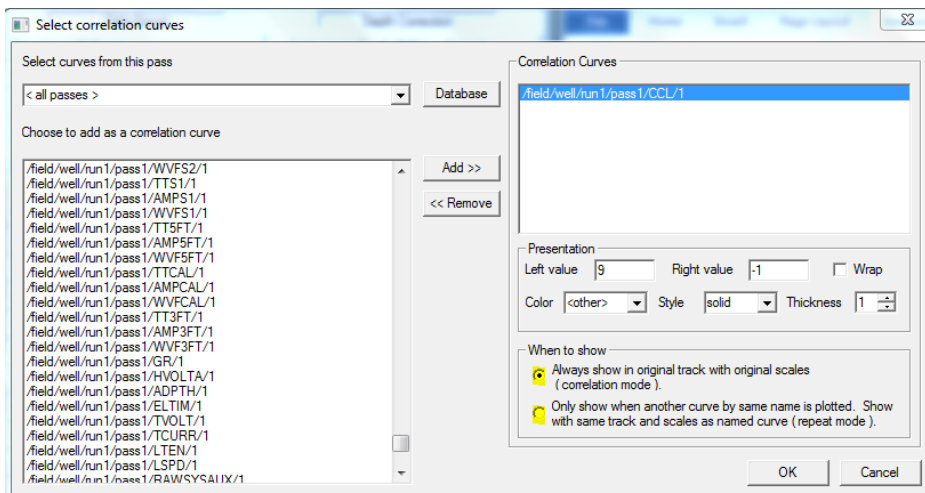 Select correlation curves
Select curves from this pass
< all passes >
Database
Choose to add as a correlation curve
/field/well/run1/pass1/WVFS2/1
/field/well/run1/pass1/TTS1/1
/field/well/run1/pass1/AMPS1/1
/field/well/run1/pass1/WVFS1/1
/field/well/run1/pass1/TT5FT/1
/field/well/run1/pass1/AMP5FT/1
/field/well/run1/pass1/WVF5FT/1
/field/well/run1/pass1/TTCAL/1
/field/well/run1/pass1/AMPCAL/1
/field/well/run1/pass1/WVFCAL/1
/field/well/run1/pass1/TT3FT/1
/field/well/run1/pass1/AMP3FT/1
/field/well/run1/pass1/WVF3FT/1
/field/well/run1/pass1/GR/1
/field/well/run1/pass1/HVOLTA/1
/field/well/run1/pass1/ADPTH/1
/field/well/run1/pass1/ELTIM/1
/field/well/run1/pass1/TVOLT/1
/field/well/run1/pass1/TCURR/1
/field/well/run1/pass1/LTEN/1
/field/well/run1/pass1/LSPD/1
/field/well/run1/pass1/RAWSYSAUX/1
Add >>
<< Remove
Correlation Curves
/field/well/run1/pass1/CCL/1
Presentation
Left value 9 Right value -1 Wrap
Color <other> Style solid Thickness 1
When to show
Always show in original track with original scales
( correlation mode ).
Only show when another curve by same name is plotted. Show
with same track and scales as named curve ( repeat mode ).
OK Cancel